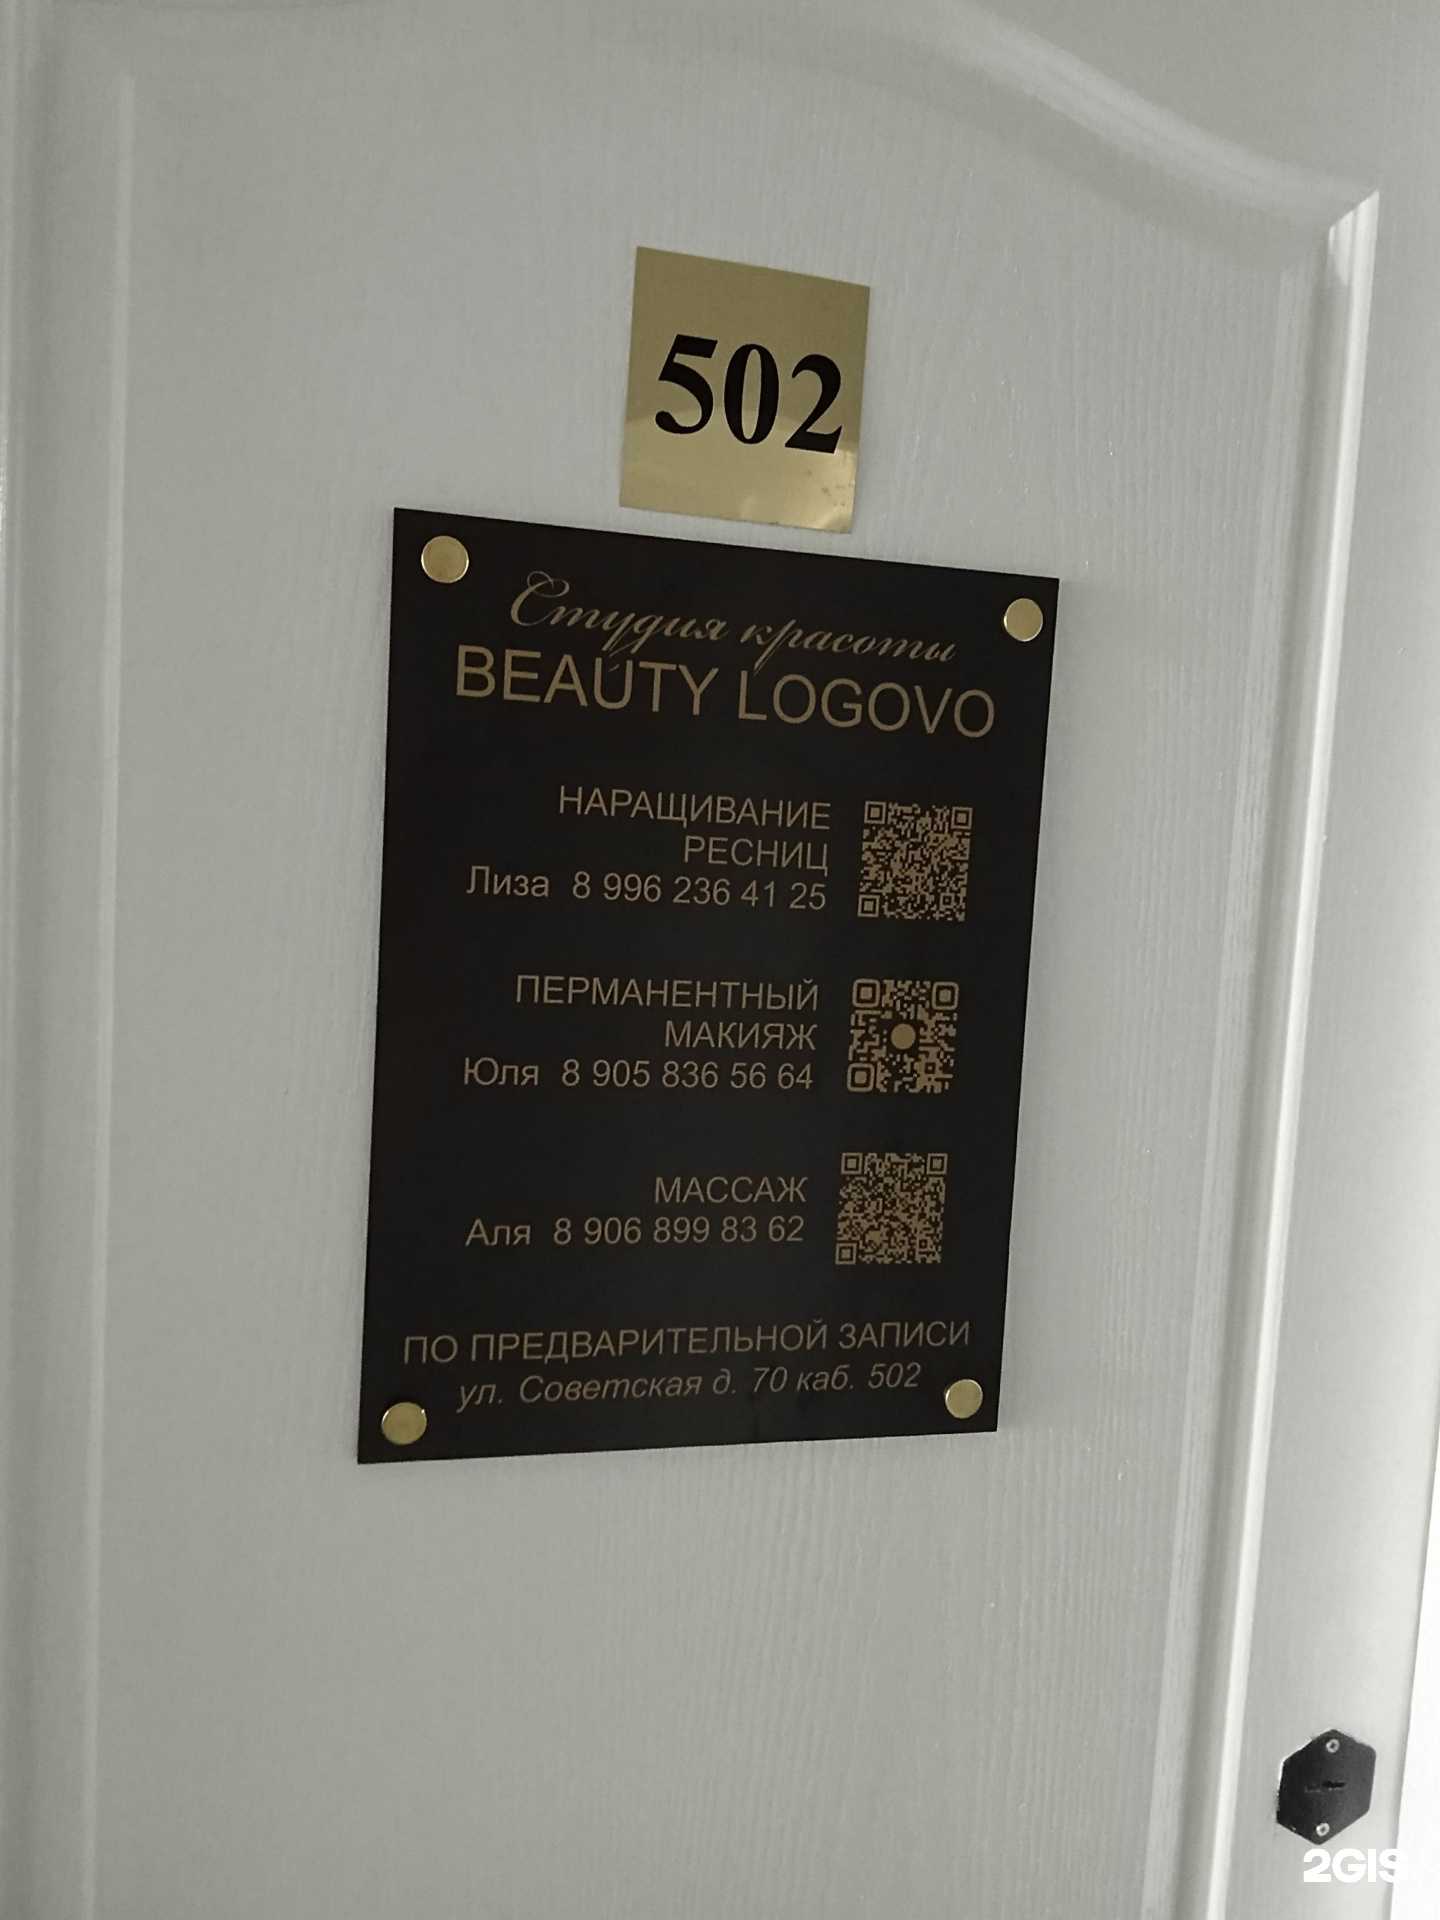 502
Студия красоты
BEAUTY LOGOVO
НАРАЩИВАНИЕ
РЕСНИЦ
Лиза 8 996 236 41 25
ПЕРМАНЕНТНЫЙ
МАКИЯЖ
Юля 8 905 836 56 64
МАССАЖ
Аля 8 906 899 83 62
ПО ПРЕДВАРИТЕЛЬНОЙ ЗАПИСИ
ул. Советская д. 70 каб. 502
2GIS